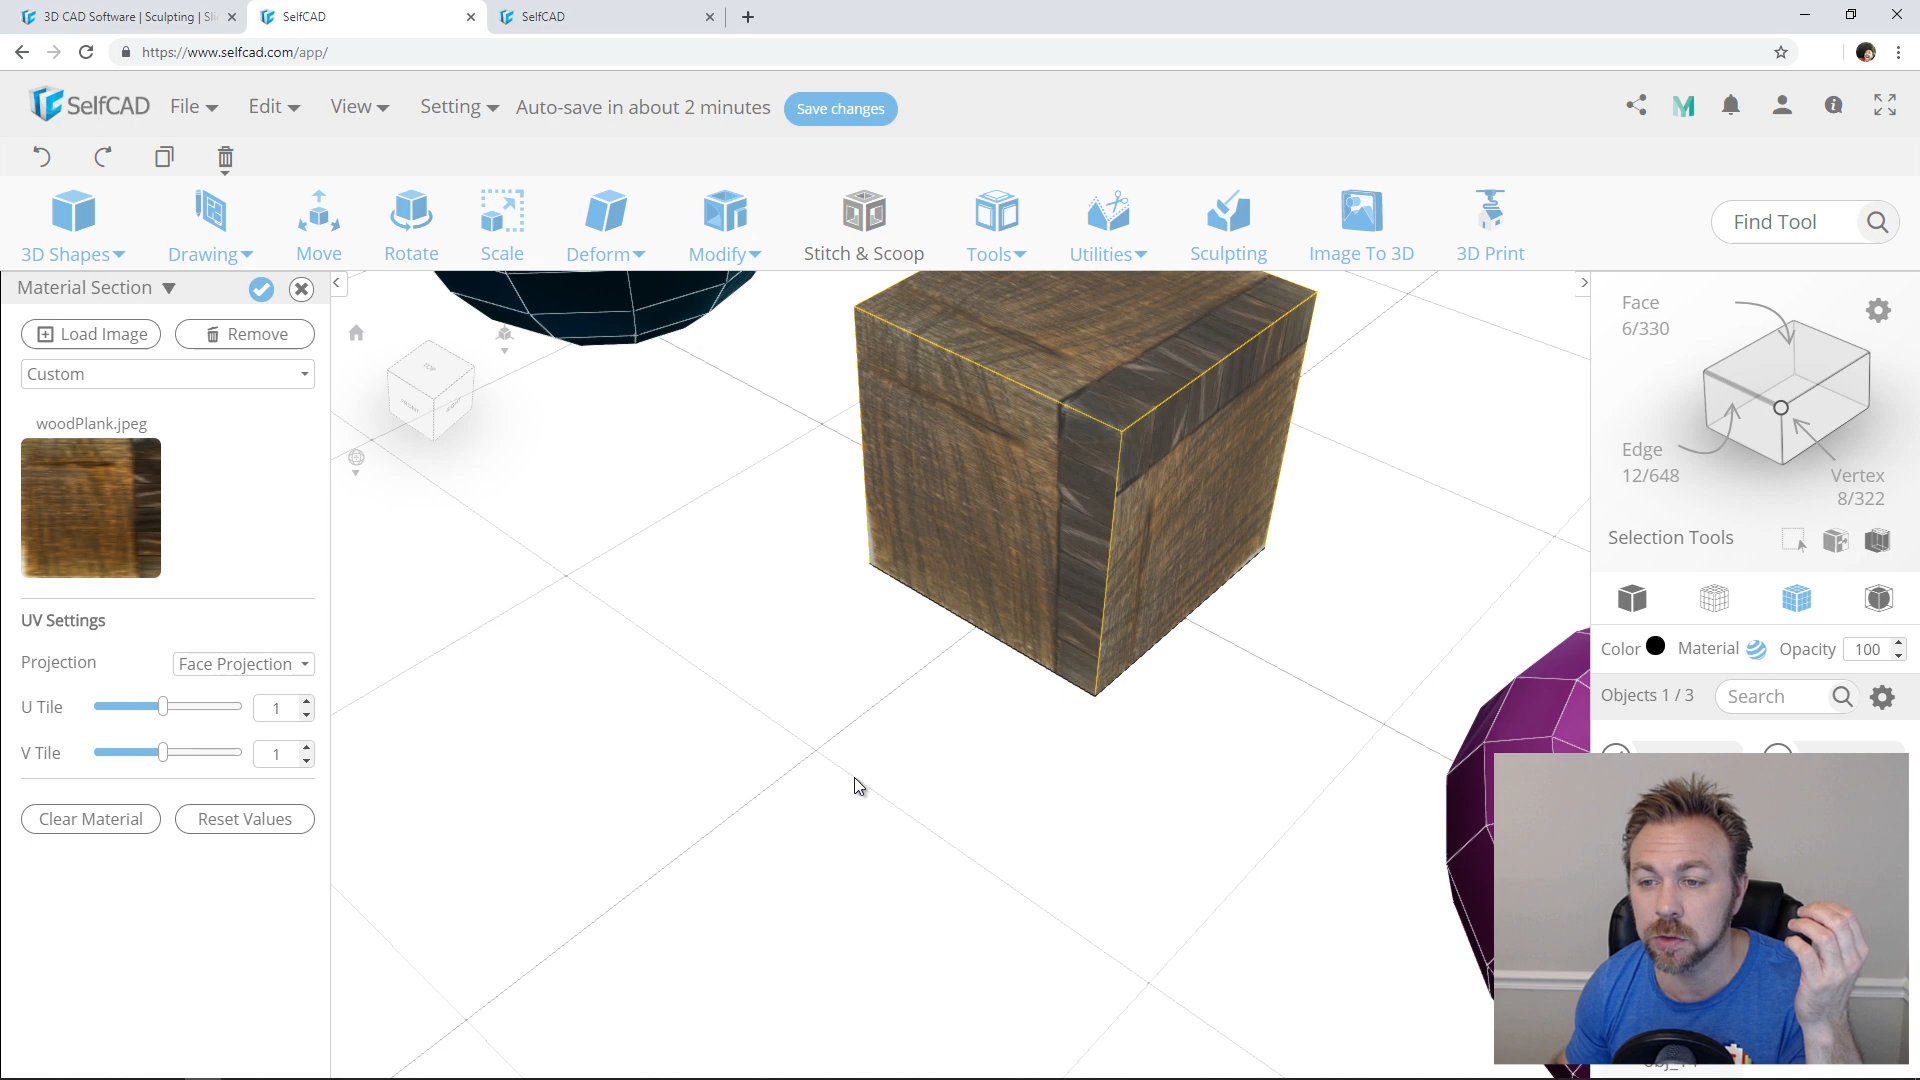 3D CAD Software | Sculpting | Sli
SelfCAD
SelfCAD
https://www.selfcad.com/app/
SelfCAD
File
Edit
View
Setting
Auto-save in about 2 minutes
Save changes
3D Shapes
Drawing
Move
Rotate
Scale
Deform
Modify
Stitch & Scoop
Tools
Utilities
Sculpting
Image To 3D
3D Print
Find Tool
Material Section
Load Image
Remove
Custom
woodPlank.jpeg
UV Settings
Projection
Face Projection
U Tile
1
V Tile
1
Clear Material
Reset Values
TOP
FRONT
RIGHT
Face
6/330
Edge
12/648
Vertex
8/322
Selection Tools
Color
Material
Opacity
100
Objects 1 / 3
Search